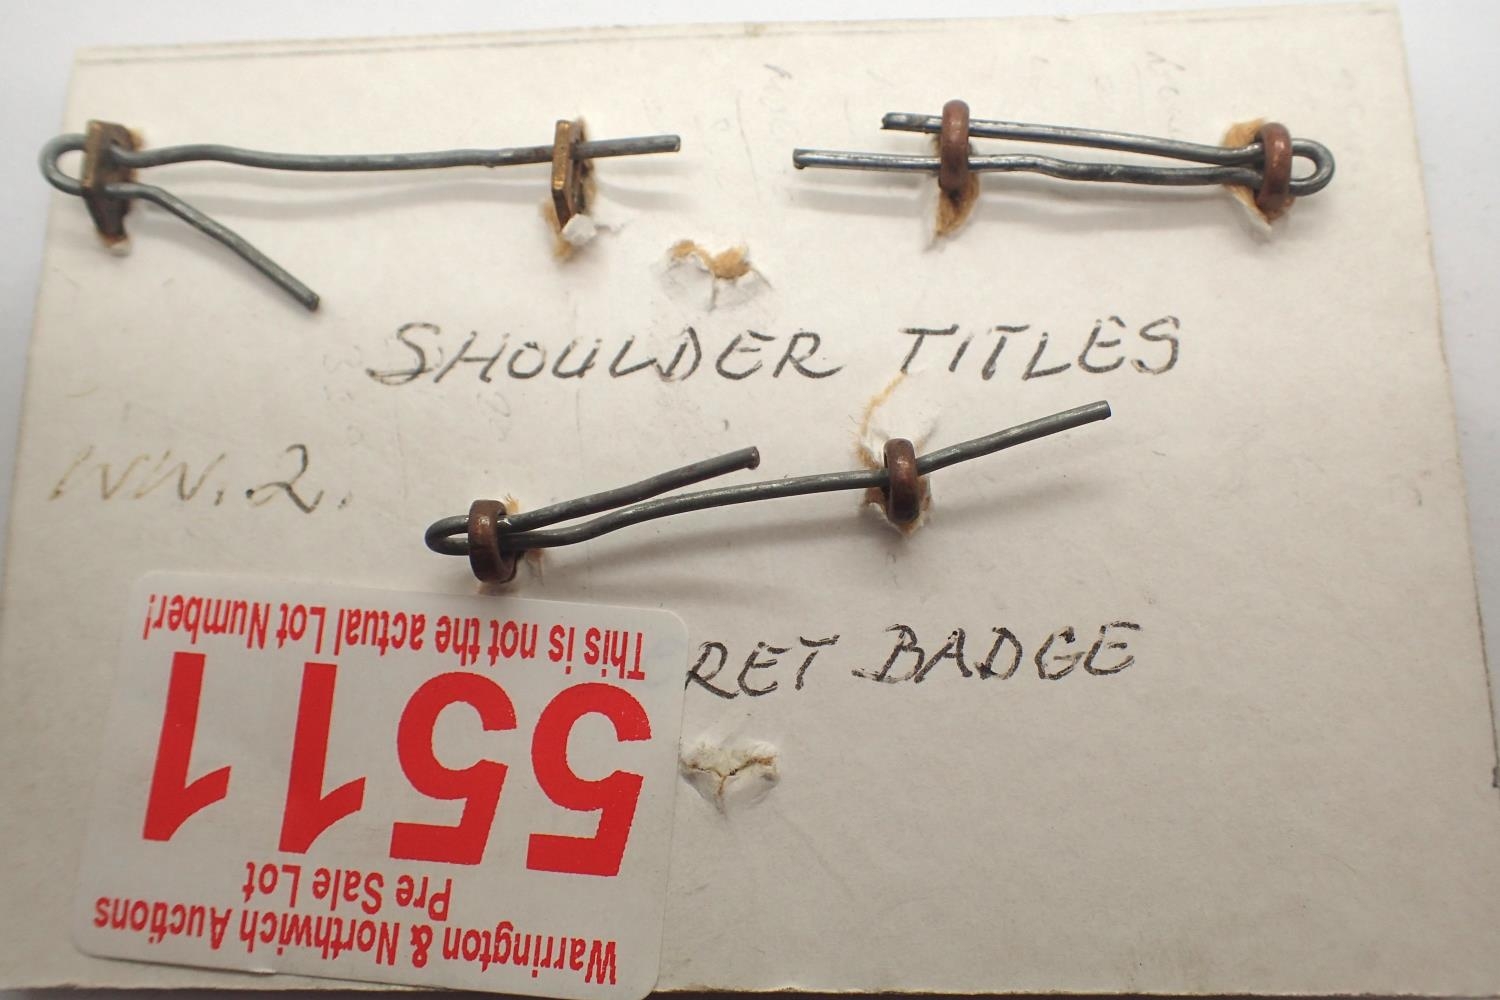 SHOULDER TITLES
WW.2.
RET BADGE
Warrington & Northwich Auctions
Pre Sale Lot
5511
This is not the actual Lot Number!